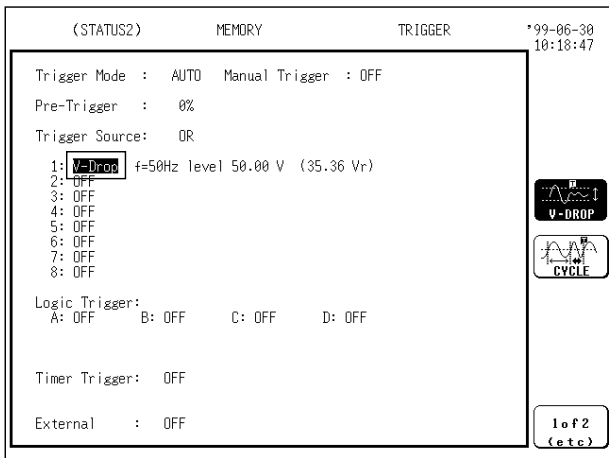 (STATUS2) MEMORY TRIGGER '99-06-30
10:18:47
Trigger Mode : AUTO Manual Trigger : OFF
Pre-Trigger : 0%
Trigger Source: OR
1: V-Drop f=50Hz level 50.00 V (35.36 Vr)
2: OFF
3: OFF
4: OFF
5: OFF
6: OFF
7: OFF
8: OFF
T
V-DROP
T
CYCLE
Logic Trigger:
A: OFF B: OFF C: OFF D: OFF
Timer Trigger: OFF
External : OFF
1of2
(etc)